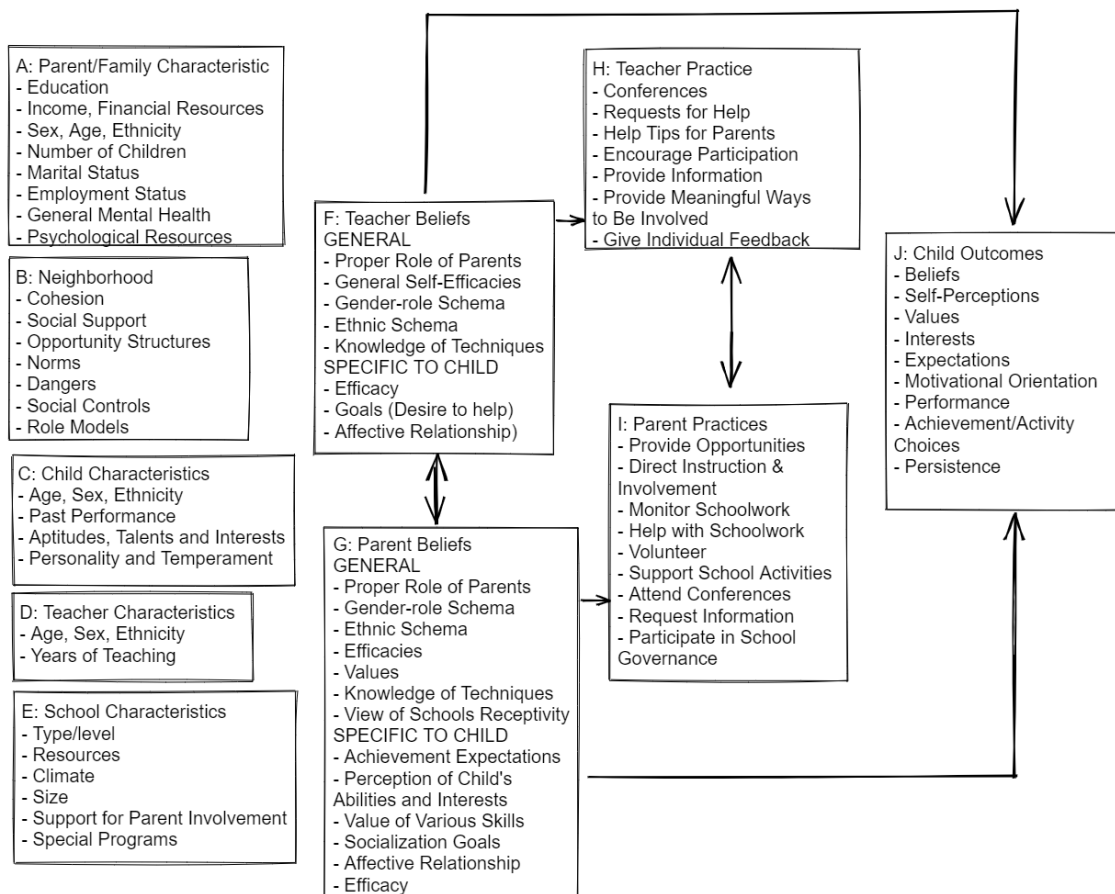 A: Parent/Family Characteristic
- Education
- Income, Financial Resources
- Sex, Age, Ethnicity
- Number of Children
- Marital Status
- Employment Status
- General Mental Health
- Psychological Resources
B: Neighborhood
- Cohesion
- Social Support
- Opportunity Structures
- Norms
- Dangers
- Social Controls
- Role Models
C: Child Characteristics
- Age, Sex, Ethnicity
- Past Performance
- Aptitudes, Talents and Interests
- Personality and Temperament
D: Teacher Characteristics
- Age, Sex, Ethnicity
- Years of Teaching
E: School Characteristics
- Type/level
- Resources
- Climate
- Size
- Support for Parent Involvement
- Special Programs
F: Teacher Beliefs
GENERAL
- Proper Role of Parents
- General Self-Efficacies
- Gender-role Schema
- Ethnic Schema
- Knowledge of Techniques
SPECIFIC TO CHILD
- Efficacy
- Goals (Desire to help)
- Affective Relationship)
G: Parent Beliefs
GENERAL
- Proper Role of Parents
- Gender-role Schema
- Ethnic Schema
- Efficacies
- Values
- Knowledge of Techniques
- View of Schools Receptivity
SPECIFIC TO CHILD
- Achievement Expectations
- Perception of Child's
Abilities and Interests
- Value of Various Skills
- Socialization Goals
- Affective Relationship
- Efficacy
H: Teacher Practice
- Conferences
- Requests for Help
- Help Tips for Parents
- Encourage Participation
- Provide Information
- Provide Meaningful Ways
to Be Involved
- Give Individual Feedback
I: Parent Practices
- Provide Opportunities
- Direct Instruction &
Involvement
- Monitor Schoolwork
- Help with Schoolwork
- Volunteer
- Support School Activities
- Attend Conferences
- Request Information
- Participate in School
Governance
J: Child Outcomes
- Beliefs
- Self-Perceptions
- Values
- Interests
- Expectations
- Motivational Orientation
- Performance
- Achievement/Activity
Choices
- Persistence